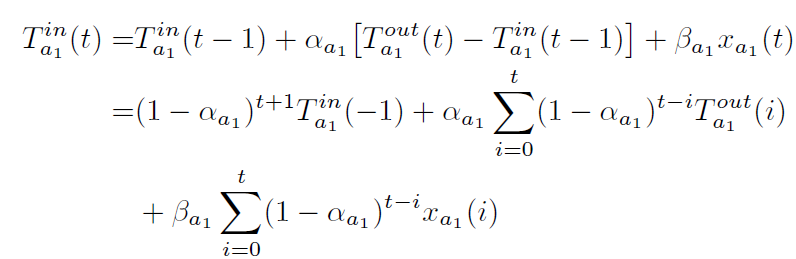 $T_{a_1}^{in}(t) = T_{a_1}^{in}(t-1) + \alpha_{a_1}[T_{a_1}^{out}(t) - T_{a_1}^{in}(t-1)] + \beta_{a_1} x_{a_1}(t)$
$= (1-\alpha_{a_1})^{t+1} T_{a_1}^{in}(-1) + \alpha_{a_1} \sum_{i=0}^{t} (1-\alpha_{a_1})^{t-i} T_{a_1}^{out}(i)$
$+ \beta_{a_1} \sum_{i=0}^{t} (1-\alpha_{a_1})^{t-i} x_{a_1}(i)$